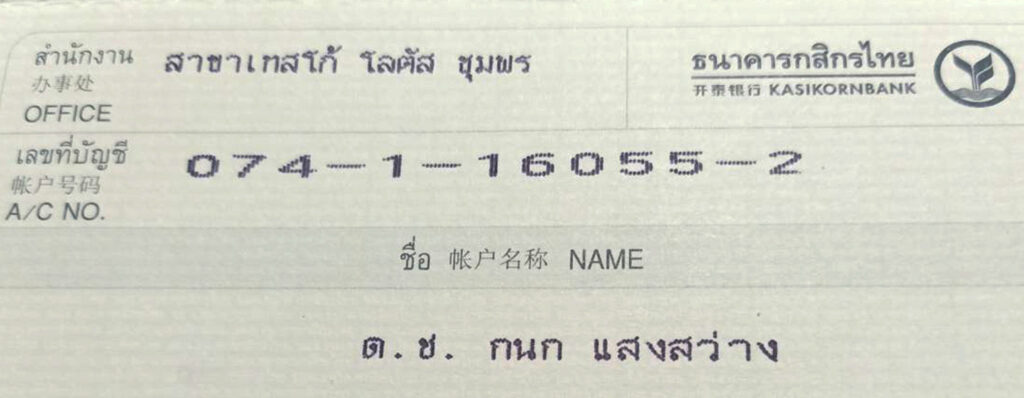 สำนักงาน สาขาเทสโก้ โลตัส ชุมพร
办事处
OFFICE
ธนาคารกสิกรไทย
开泰银行 KASIKORNBANK
เลขที่บัญชี 074-1-16055-2
帐户号码
A/C NO.
ชื่อ 帐户名称 NAME
ด.ช. กนก แสงสว่าง